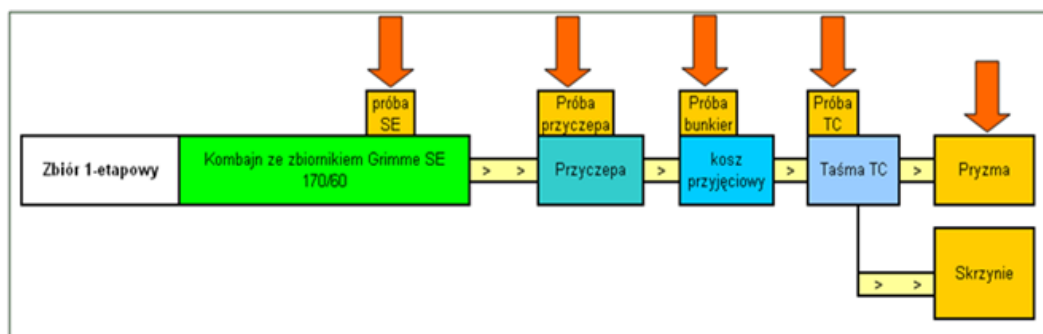 próba
SE
Próba
przyczepa
Próba
bunkier
Próba
TC
Zbiór 1-etapowy
Kombajn ze zbiornikiem Grimme SE
170/60
> >
Przyczepa
>
kosz
przyjęciowy
>
Taśma TC
>
Pryzma
> >
Skrzynie